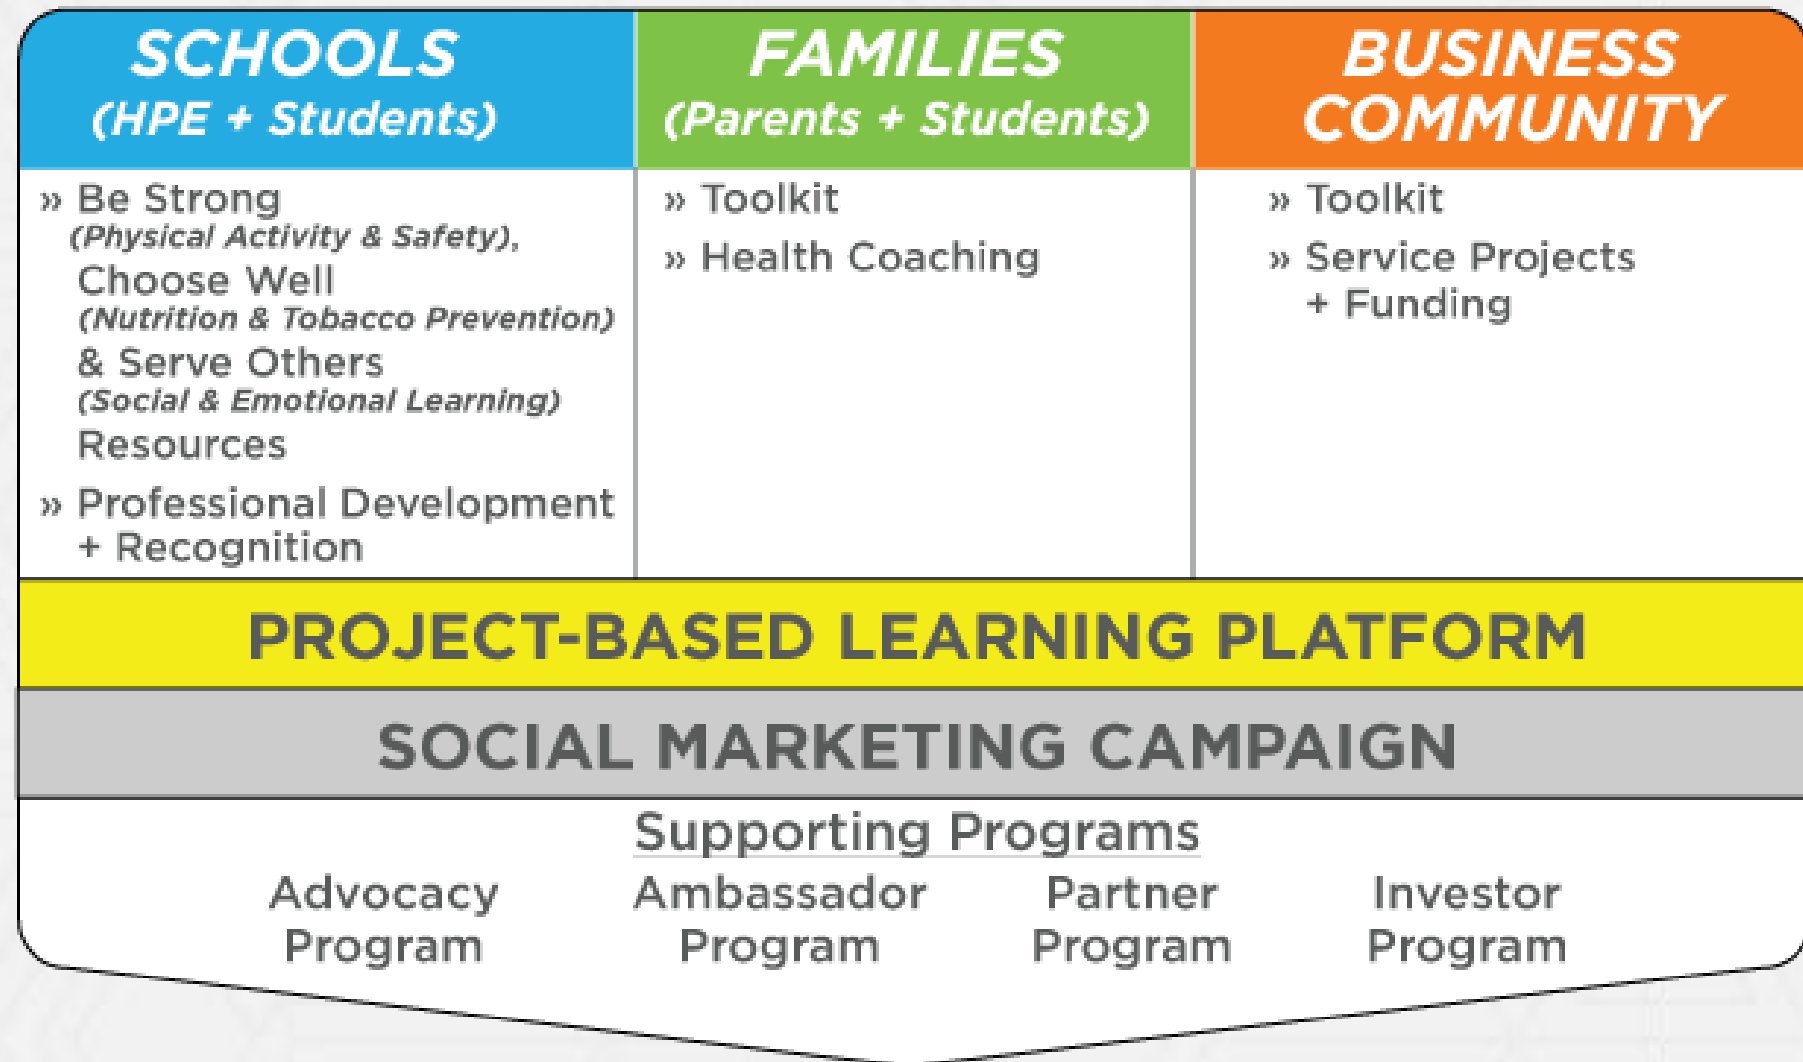 SCHOOLS
(HPE + Students)
» Be Strong
(Physical Activity & Safety),
Choose Well
(Nutrition & Tobacco Prevention)
& Serve Others
(Social & Emotional Learning)
Resources
» Professional Development
+ Recognition
FAMILIES
(Parents + Students)
» Toolkit
» Health Coaching
BUSINESS
COMMUNITY
» Toolkit
» Service Projects
+ Funding
PROJECT-BASED LEARNING PLATFORM
SOCIAL MARKETING CAMPAIGN
Supporting Programs
Advocacy
Program
Ambassador
Program
Partner
Program
Investor
Program